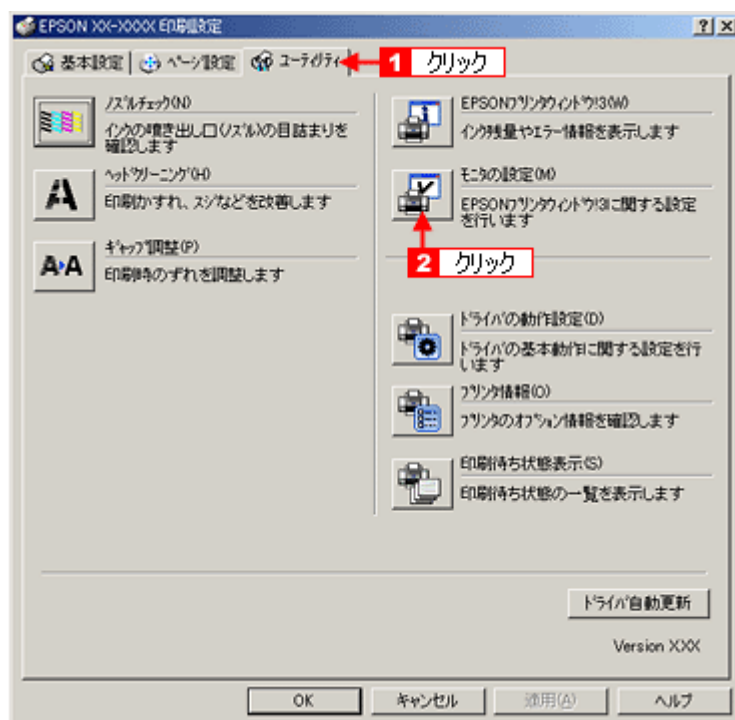 EPSON XX-XXXX 印刷設定
基本設定 ページ設定 ユーティリティ 1 クリック
ノズルチェック(N)
インクの噴き出し口(ノズル)の目詰まりを
確認します
ヘッドクリーニング(H)
印刷かすれ、スジなどを改善します
ギャップ調整(P)
印刷時のずれを調整します
EPSONプリンタウィンドウ!3(W)
インク残量やエラー情報を表示します
モニタの設定(M)
EPSONプリンタウィンドウ!3に関する設定
を行います
2 クリック
ドライバの動作設定(D)
ドライバの基本動作に関する設定を行
います
プリンタ情報(O)
プリンタのオプション情報を確認します
印刷待ち状態表示(S)
印刷待ち状態の一覧を表示します
ドライバ自動更新
Version XXX
OK キャンセル 適用(A) ヘルプ